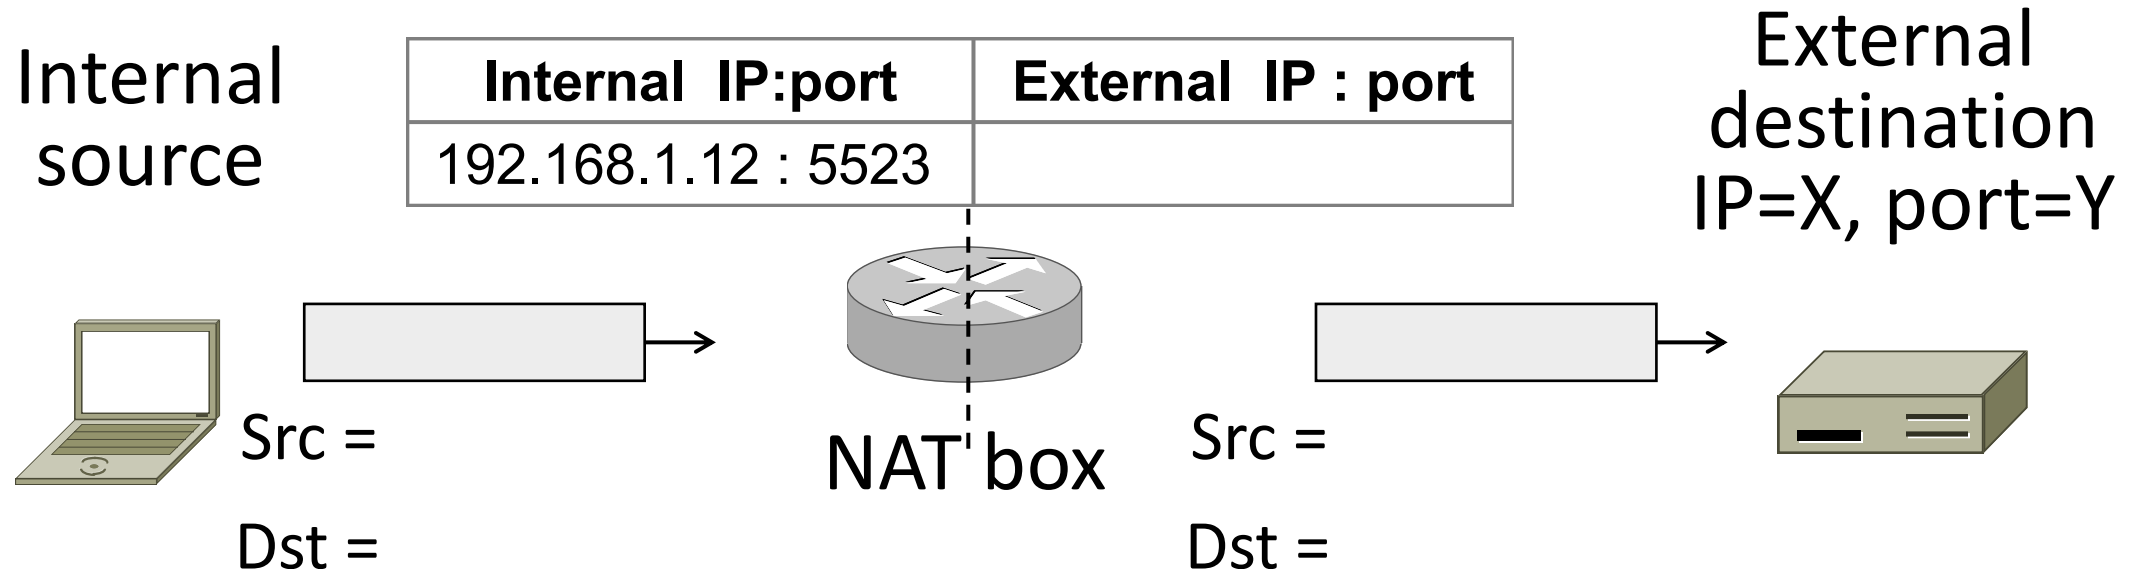 Internal
source
Internal IP:port
External IP : port
192.168.1.12 : 5523
External
destination
IP=X, port=Y
Src =
Dst =
NAT box
Src =
Dst =